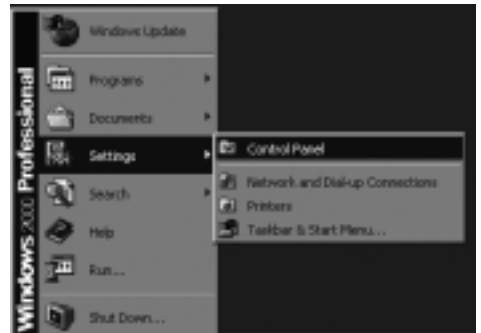 Windows 2000 Professional
Windows Update
Programs
Documents
Settings
Search
Help
Run...
Shut Down...
Control Panel
Network and Dial-up Connections
Printers
Taskbar & Start Menu...